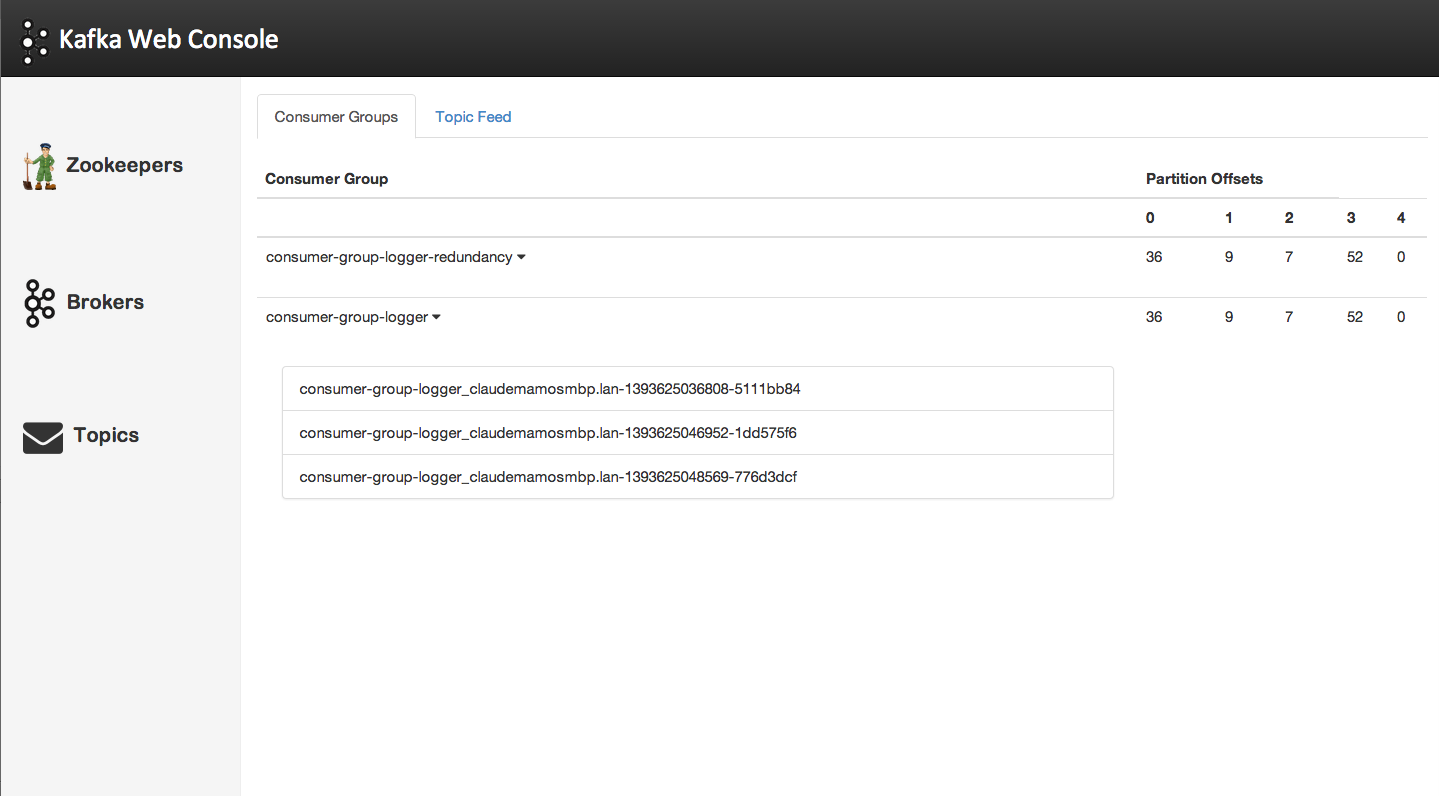 Kafka Web Console
Consumer Groups Topic Feed
Zookeepers
Brokers
Topics
Consumer Group Partition Offsets
0 1 2 3 4
consumer-group-logger-redundancy 36 9 7 52 0
consumer-group-logger 36 9 7 52 0
consumer-group-logger_claudemamosmbp.lan-1393625036808-5111bb84
consumer-group-logger_claudemamosmbp.lan-1393625046952-1dd575f6
consumer-group-logger_claudemamosmbp.lan-1393625048569-776d3dcf